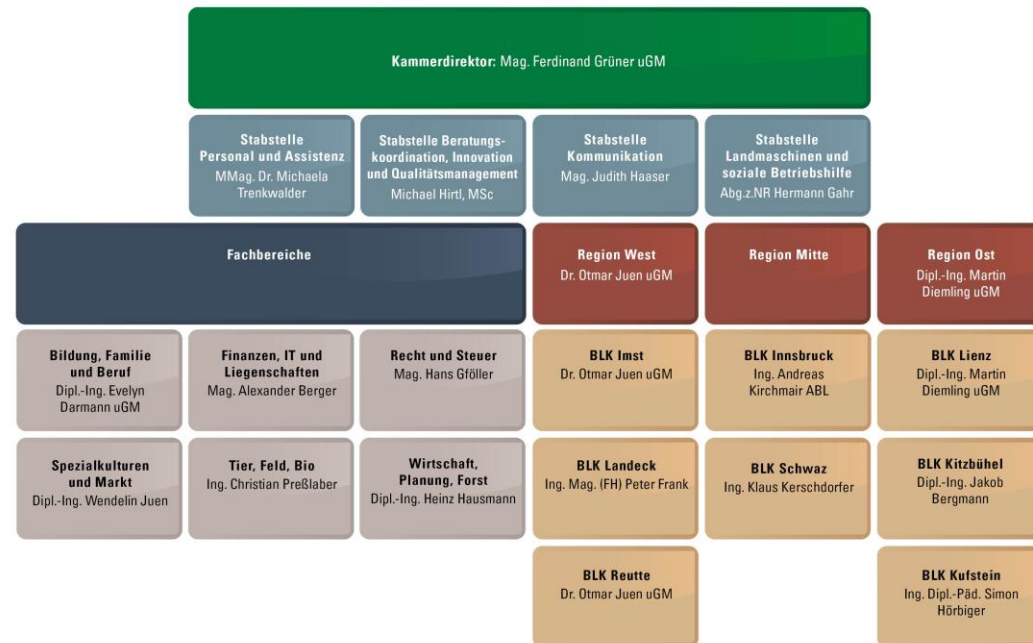 Kammerdirektor: Mag. Ferdinand Grüner uGM
Stabstelle
Personal und Assistenz
MMag. Dr. Michaela
Trenkwalder
Stabstelle Beratungs-
koordination, Innovation
und Qualitätsmanagement
Michael Hirtl, MSc
Stabstelle
Kommunikation
Mag. Judith Haaser
Stabstelle
Landmaschinen und
soziale Betriebshilfe
Abg.z.NR Hermann Gahr
Fachbereiche
Region West
Dr. Otmar Juen uGM
Region Mitte
Region Ost
Dipl.-Ing. Martin
Diemling uGM
Bildung, Familie
und Beruf
Dipl.-Ing. Evelyn
Darmann uGM
Finanzen, IT und
Liegenschaften
Mag. Alexander Berger
Recht und Steuer
Mag. Hans Gföller
BLK Imst
Dr. Otmar Juen uGM
BLK Innsbruck
Ing. Andreas
Kirchmair ABL
BLK Lienz
Dipl.-Ing. Martin
Diemling uGM
Spezialkulturen
und Markt
Dipl.-Ing. Wendelin Juen
Tier, Feld, Bio
Ing. Christian Preßlaber
Wirtschaft,
Planung, Forst
Dipl.-Ing. Heinz Hausmann
BLK Landeck
Ing. Mag. (FH) Peter Frank
BLK Schwaz
Ing. Klaus Kerschdorfer
BLK Kitzbühel
Dipl.-Ing. Jakob
Bergmann
BLK Reutte
Dr. Otmar Juen uGM
BLK Kufstein
Ing. Dipl.-Päd. Simon
Hörbiger